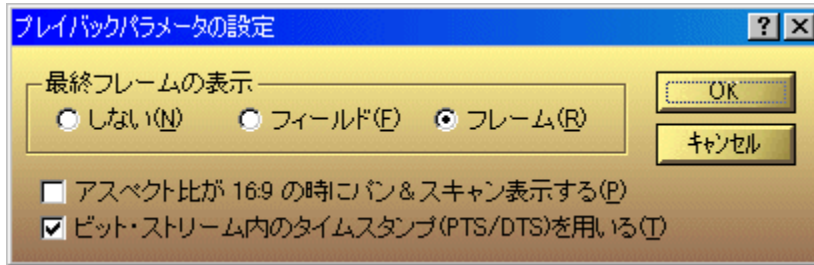 プレイバックパラメータの設定
最終フレームの表示
しない(N) フィールド(F) フレーム(R)
OK
キャンセル
アスペクト比が 16:9 の時にパン&スキャン表示する(P)
ビット・ストリーム内のタイムスタンプ(PTS/DTS)を用いる(T)